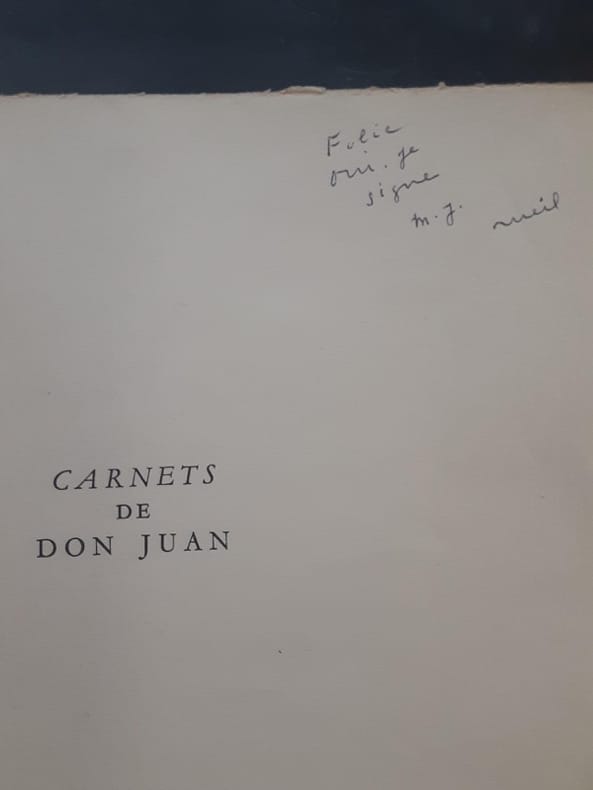 Folie
oui. je
signe
m. J.
CARNETS
DE
DON JUAN